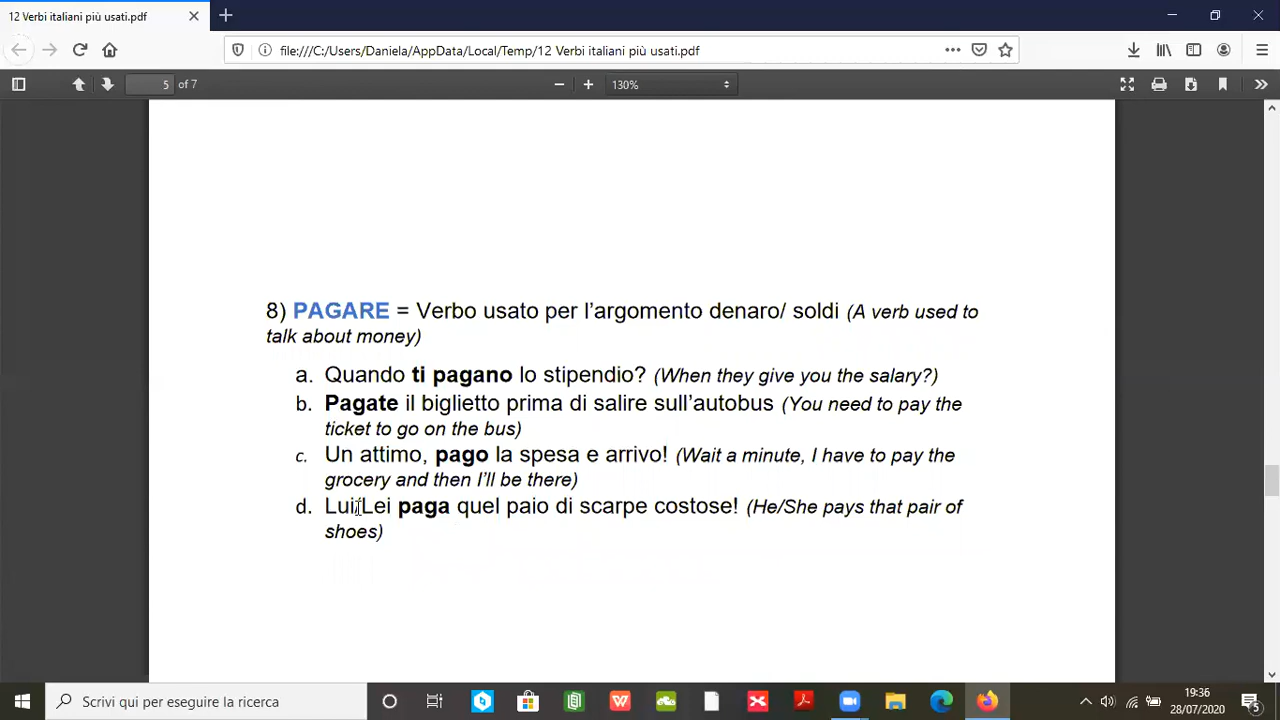 12 Verbi italiani più usati.pdf
file:///C:/Users/Daniela/AppData/Local/Temp/12 Verbi italiani più usati.pdf
5 of 7
130%
8) PAGARE = Verbo usato per l’argomento denaro/ soldi (A verb used to
talk about money)
a. Quando ti pagano lo stipendio? (When they give you the salary?)
b. Pagate il biglietto prima di salire sull’autobus (You need to pay the
ticket to go on the bus)
c. Un attimo, pago la spesa e arrivo! (Wait a minute, I have to pay the
grocery and then I’ll be there)
d. Lui/Lei paga quel paio di scarpe costose! (He/She pays that pair of
shoes)
Scrivi qui per eseguire la ricerca
19:36
28/07/2020
5